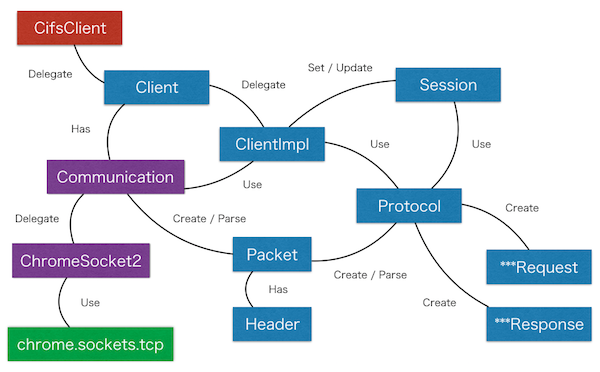 CifsClient
Delegate
Client
Delegate
Set / Update
Session
Has
ClientImpl
Use
Use
Communication
Use
Protocol
Delegate
Create / Parse
Create
ChromeSocket2
Packet
***Request
Create / Parse
Use
Has
Create
chrome.sockets.tcp
Header
***Response